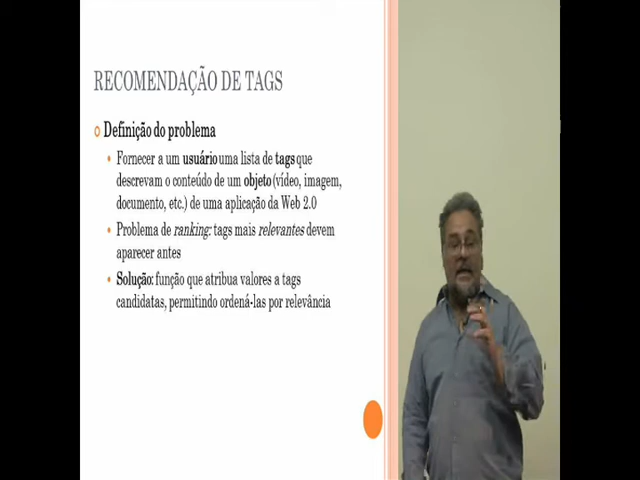 RECOMENDAÇÃO DE TAGS
Definição do problema
Fornecer a um usuário uma lista de tags que
descrevam o conteúdo de um objeto (vídeo, imagem,
documento, etc.) de uma aplicação da Web 2.0
Problema de ranking: tags mais relevantes devem
aparecer antes
Solução: função que atribua valores a tags
candidatas, permitindo ordená-las por relevância